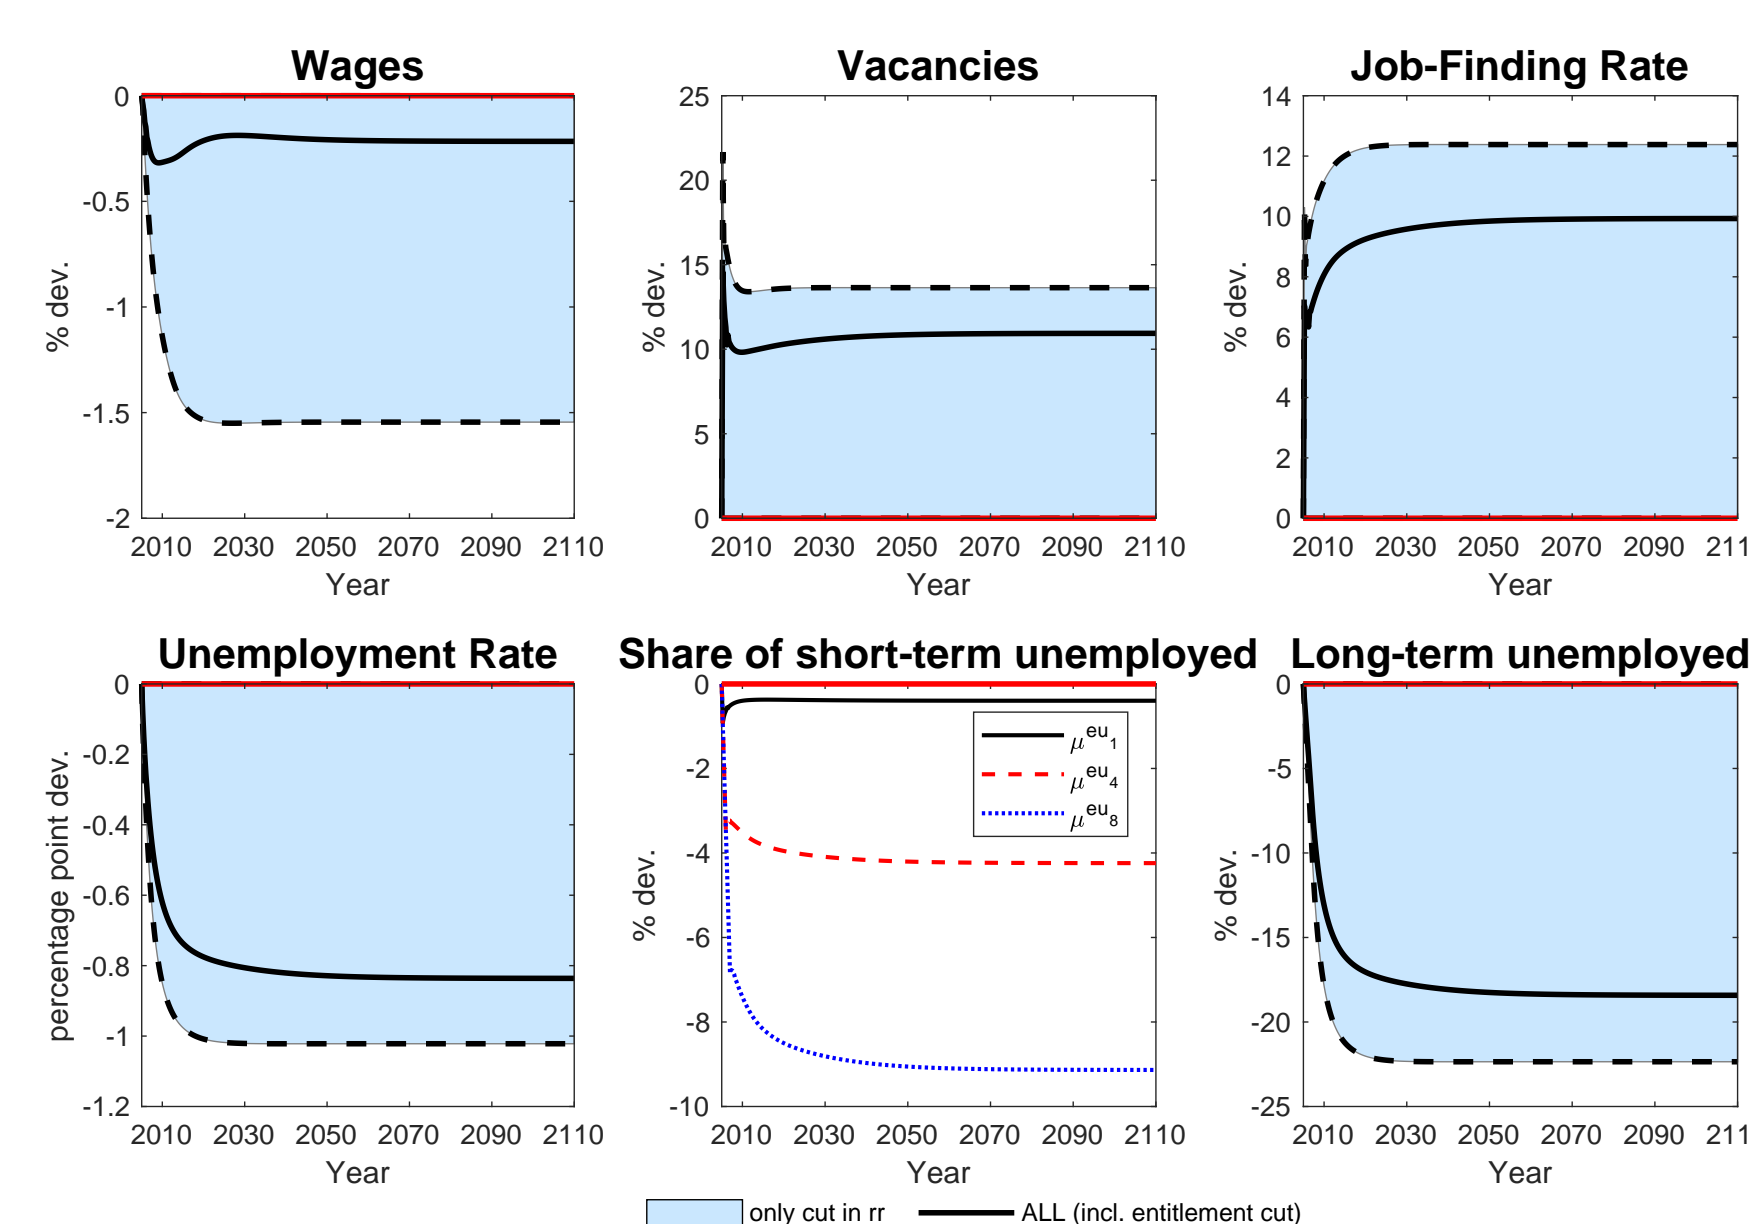 Wages
Vacancies
Job-Finding Rate
0
-0.5
-1
-1.5
-2
% dev.
2010 2030 2050 2070 2090 2110
Year
25
20
15
10
5
0
% dev.
2010 2030 2050 2070 2090 2110
Year
14
12
10
8
6
4
2
0
% dev.
2010 2030 2050 2070 2090 211
Year
Unemployment Rate
Share of short-term unemployed
Long-term unemployed
0
-0.2
-0.4
-0.6
-0.8
-1
-1.2
percentage point dev.
2010 2030 2050 2070 2090 2110
Year
0
-2
-4
-6
-8
-10
% dev.
μ^eu_1
μ^eu_4
μ^eu_8
2010 2030 2050 2070 2090 2110
Year
0
-5
-10
-15
-20
-25
% dev.
2010 2030 2050 2070 2090 211
Year
only cut in rr
ALL (incl. entitlement cut)